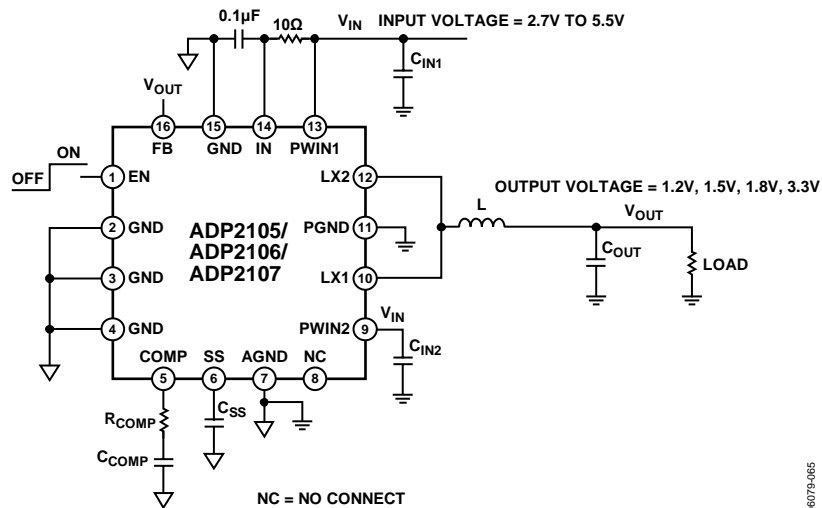 0.1µF
10Ω
VIN
INPUT VOLTAGE = 2.7V TO 5.5V
CIN1
VOUT
16
15
14
13
FB
GND
IN
PWIN1
ON
OFF
1
EN
LX2
12
OUTPUT VOLTAGE = 1.2V, 1.5V, 1.8V, 3.3V
L
VOUT
2
GND
ADP2105/
ADP2106/
ADP2107
PGND
11
COUT
LOAD
3
GND
LX1
10
4
GND
VIN
PWIN2
9
CIN2
COMP
SS
AGND
NC
5
6
7
8
RCOMP
CSS
CCOMP
NC = NO CONNECT
06079-065